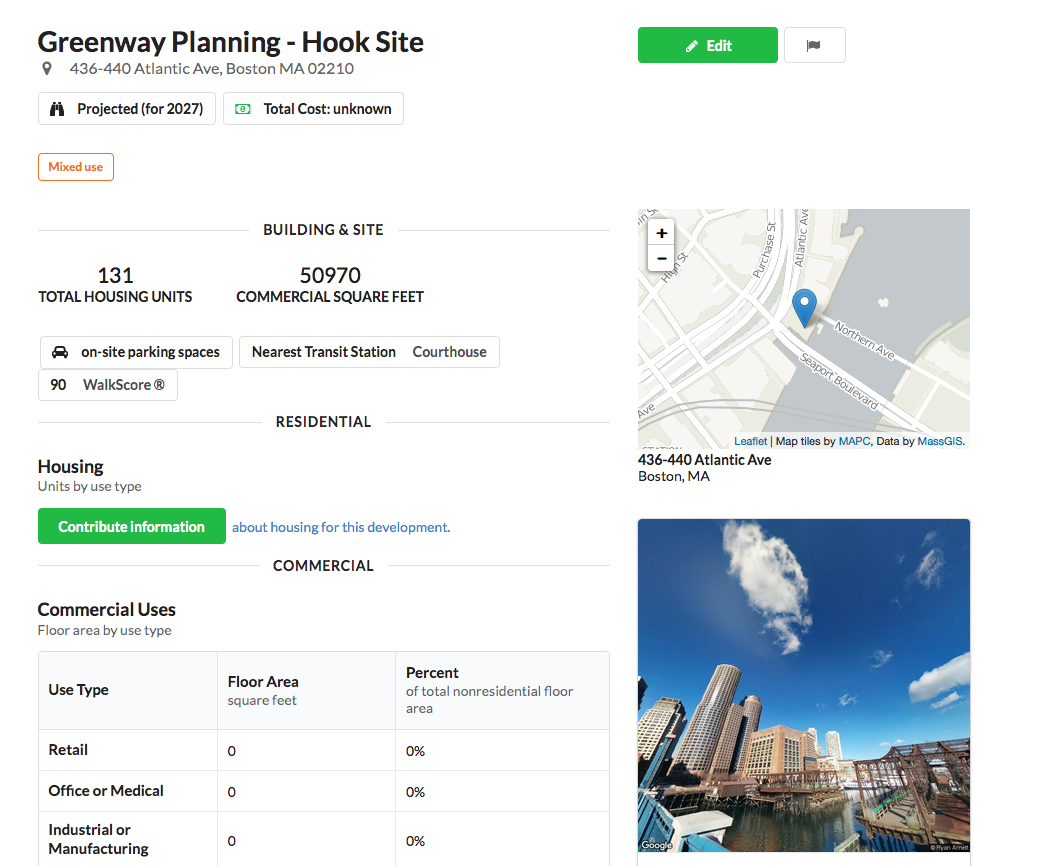 Greenway Planning - Hook Site
436-440 Atlantic Ave, Boston MA 02210
Projected (for 2027)
Total Cost: unknown
Mixed use
Edit
BUILDING & SITE
131
TOTAL HOUSING UNITS
50970
COMMERCIAL SQUARE FEET
on-site parking spaces
Nearest Transit Station Courthouse
90 WalkScore ®
RESIDENTIAL
Housing
Units by use type
Contribute information about housing for this development.
COMMERCIAL
Commercial Uses
Floor area by use type
Use Type
Floor Area
square feet
Percent
of total nonresidential floor
area
Retail 0 0%
Office or Medical 0 0%
Industrial or
Manufacturing 0 0%
+
−
High St
Purchase St
Atlantic Ave
Northern Ave
Seaport Boulevard
Ave
Leaflet | Map tiles by MAPC, Data by MassGIS.
436-440 Atlantic Ave
Boston, MA
Google
© Ryan Arnett